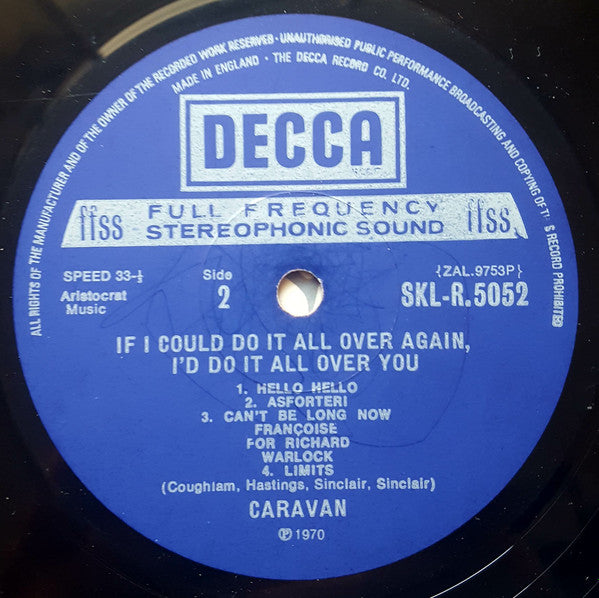 ALL RIGHTS OF THE MANUFACTURER AND OF THE OWNER OF THE RECORDED WORK RESERVED · UNAUTHORISED PUBLIC PERFORMANCE BROADCASTING AND COPYING OF T S RECORD PROHIBITED
MADE IN ENGLAND · THE DECCA RECORD CO. LTD.
DECCA
ffss FULL FREQUENCY ffss
STEREOPHONIC SOUND
SPEED 33-⅓ Side {ZAL.9753P}
Aristocrat 2 SKL-R.5052
Music
IF I COULD DO IT ALL OVER AGAIN,
I'D DO IT ALL OVER YOU
1. HELLO HELLO
2. ASFORTERI
3. CAN'T BE LONG NOW
FRANÇOISE
FOR RICHARD
WARLOCK
4. LIMITS
(Coughlam, Hastings, Sinclair, Sinclair)
CARAVAN
℗ 1970